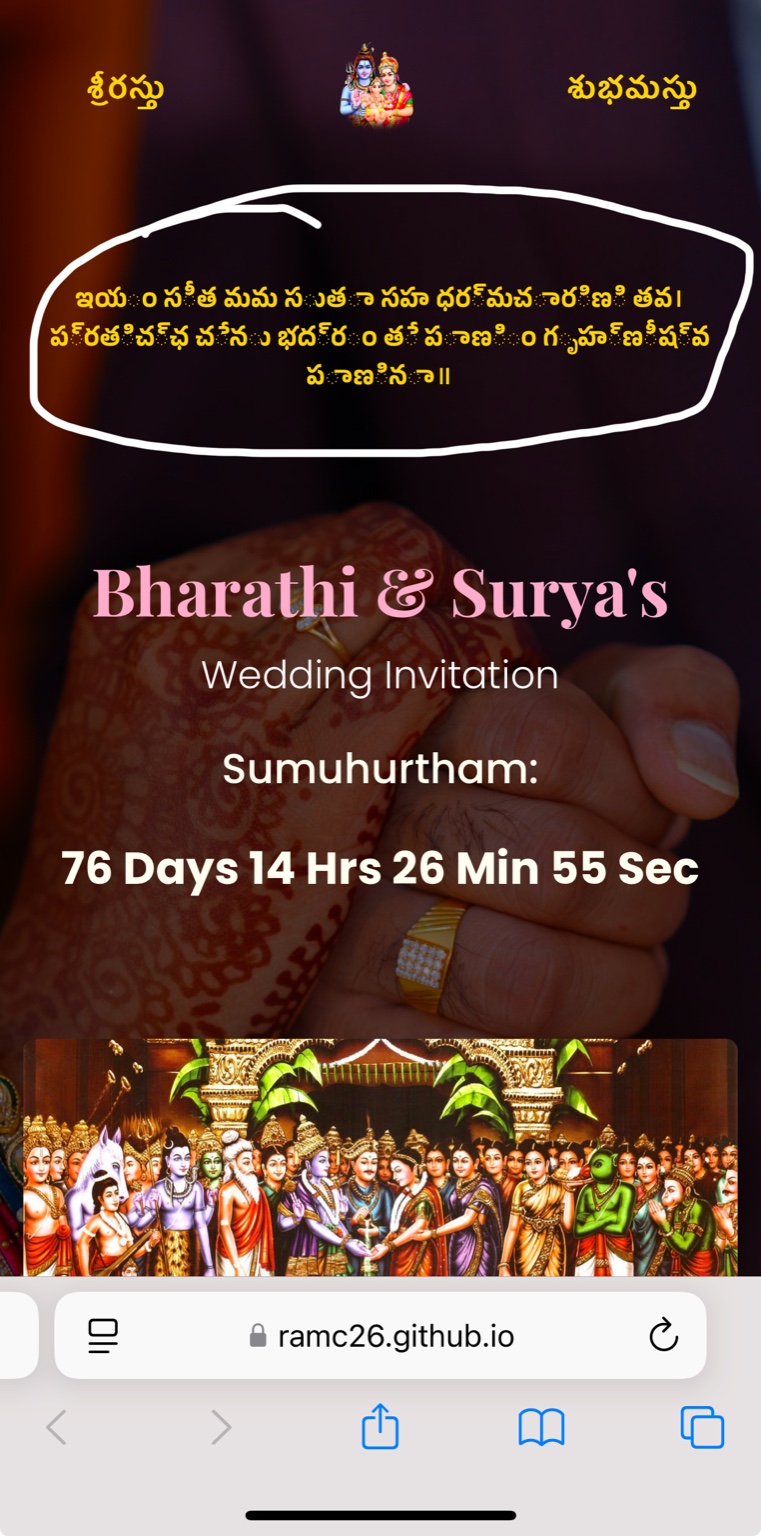 శ్రీరస్తు
శుభమస్తు
ఇయం సీత మమ సుతా సహ ధర్మచారిణి తవ।
ప్రతిచ్ఛ చేను భద్రం తే పాణిం గృహ్ణీష్వ
పాణినా॥
Bharathi & Surya's
Wedding Invitation
Sumuhurtham:
76 Days 14 Hrs 26 Min 55 Sec
ramc26.github.io